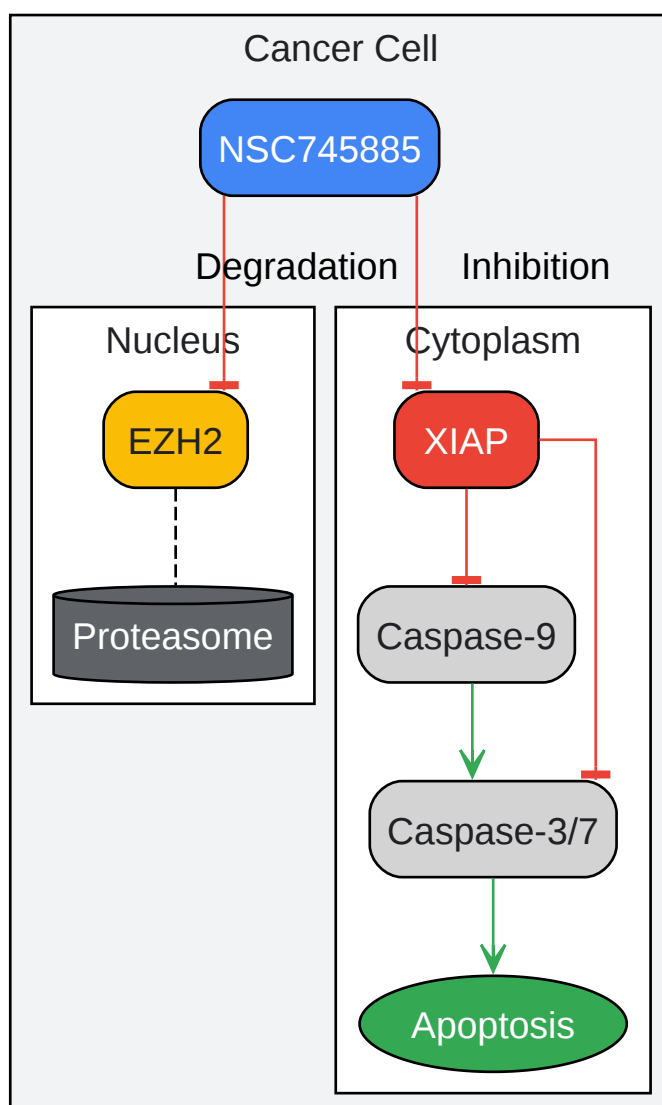 Cancer Cell
NSC745885
Degradation
Inhibition
Nucleus
Cytoplasm
EZH2
XIAP
Proteasome
Caspase-9
Caspase-3/7
Apoptosis